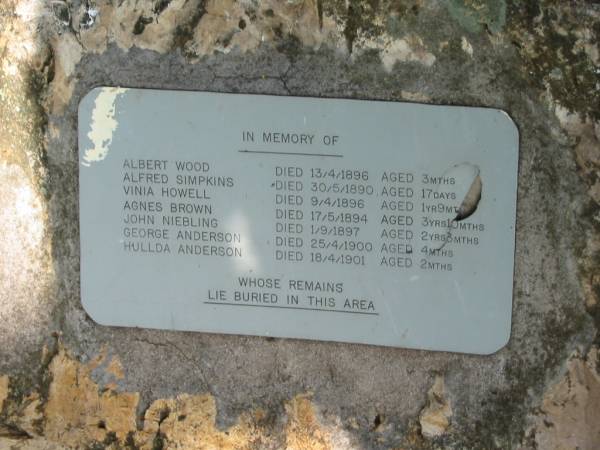 IN MEMORY OF
ALBERT WOOD DIED 13/4/1896 AGED 3MTHS
ALFRED SIMPKINS DIED 30/5/1890 AGED 17DAYS
VINIA HOWELL DIED 9/4/1896 AGED 1YR9MTHS
AGNES BROWN DIED 17/5/1894 AGED 3YRS10MTHS
JOHN NIEBLING DIED 1/9/1897 AGED 2YRS MTHS
GEORGE ANDERSON DIED 25/4/1900 AGED 4MTHS
HULLDA ANDERSON DIED 18/4/1901 AGED 2MTHS
WHOSE REMAINS
LIE BURIED IN THIS AREA